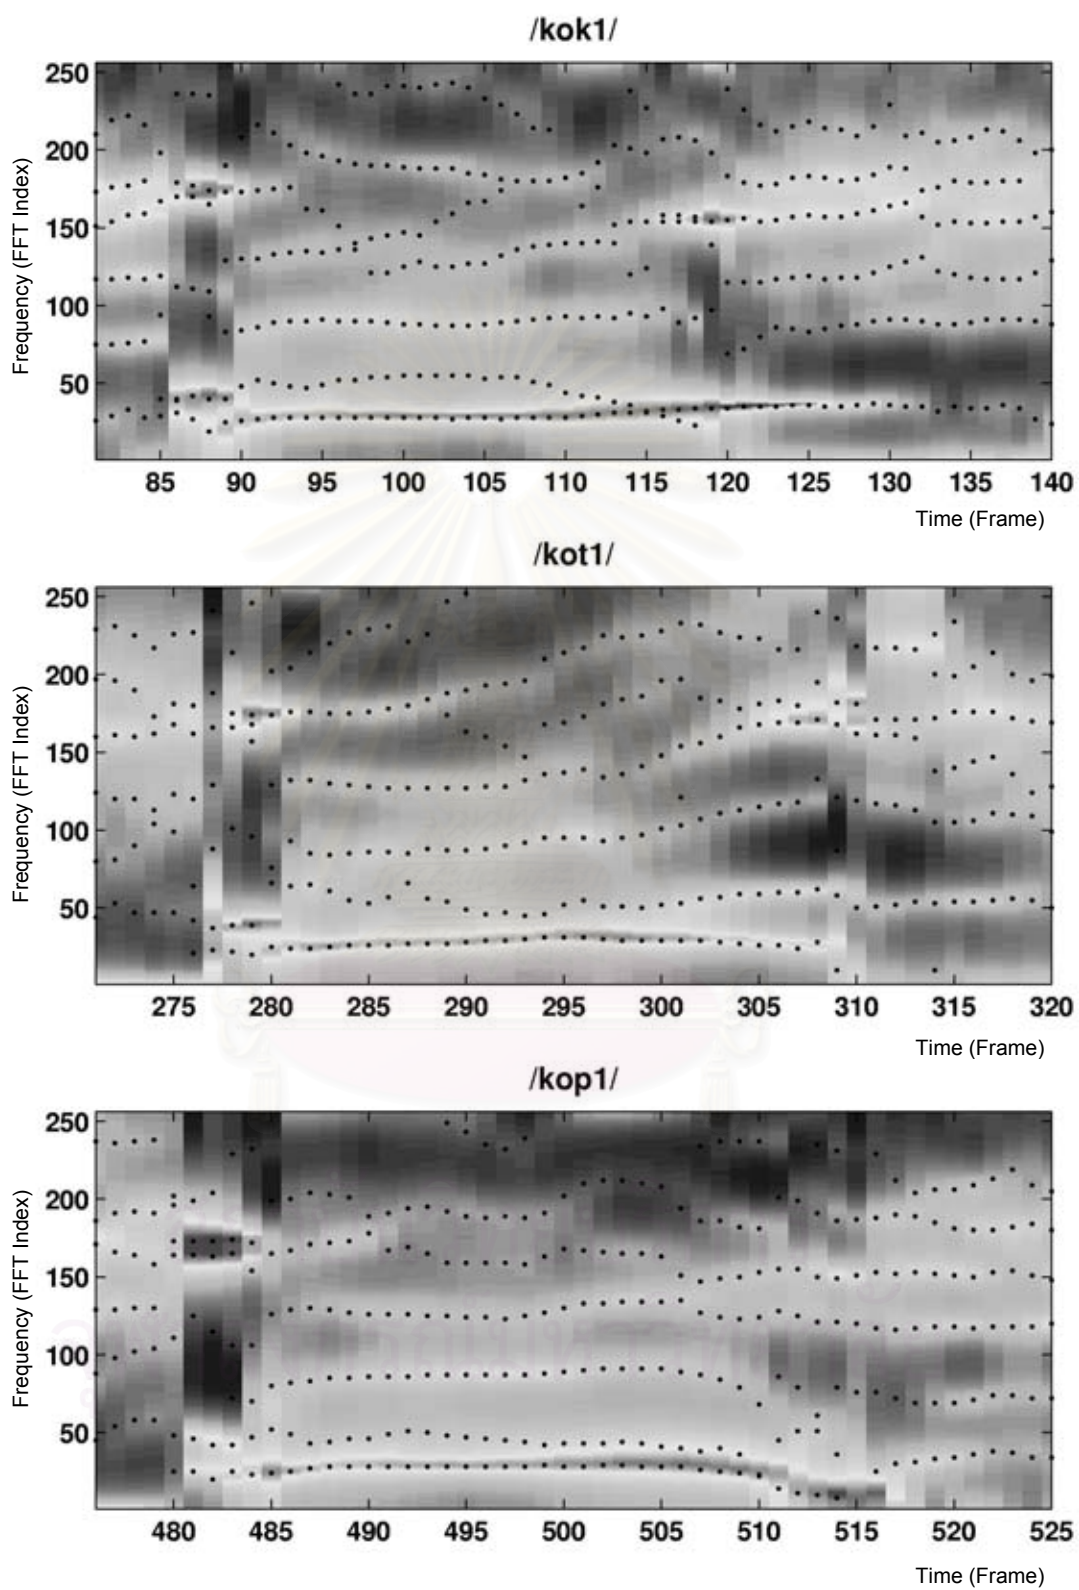 /kok1/
Frequency (FFT Index)
250
200
150
100
50
85 90 95 100 105 110 115 120 125 130 135 140
Time (Frame)
/kot1/
Frequency (FFT Index)
250
200
150
100
50
275 280 285 290 295 300 305 310 315 320
Time (Frame)
/kop1/
Frequency (FFT Index)
250
200
150
100
50
480 485 490 495 500 505 510 515 520 525
Time (Frame)